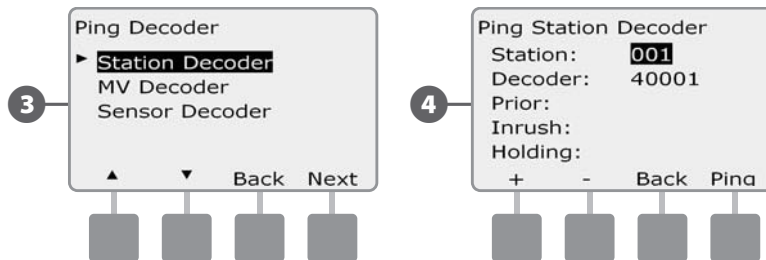 Ping Decoder
► Station Decoder
MV Decoder
Sensor Decoder
3
▲ ▼ Back Next
Ping Station Decoder
Station: 001
Decoder: 40001
Prior:
Inrush:
Holding:
4
+ - Back Ping